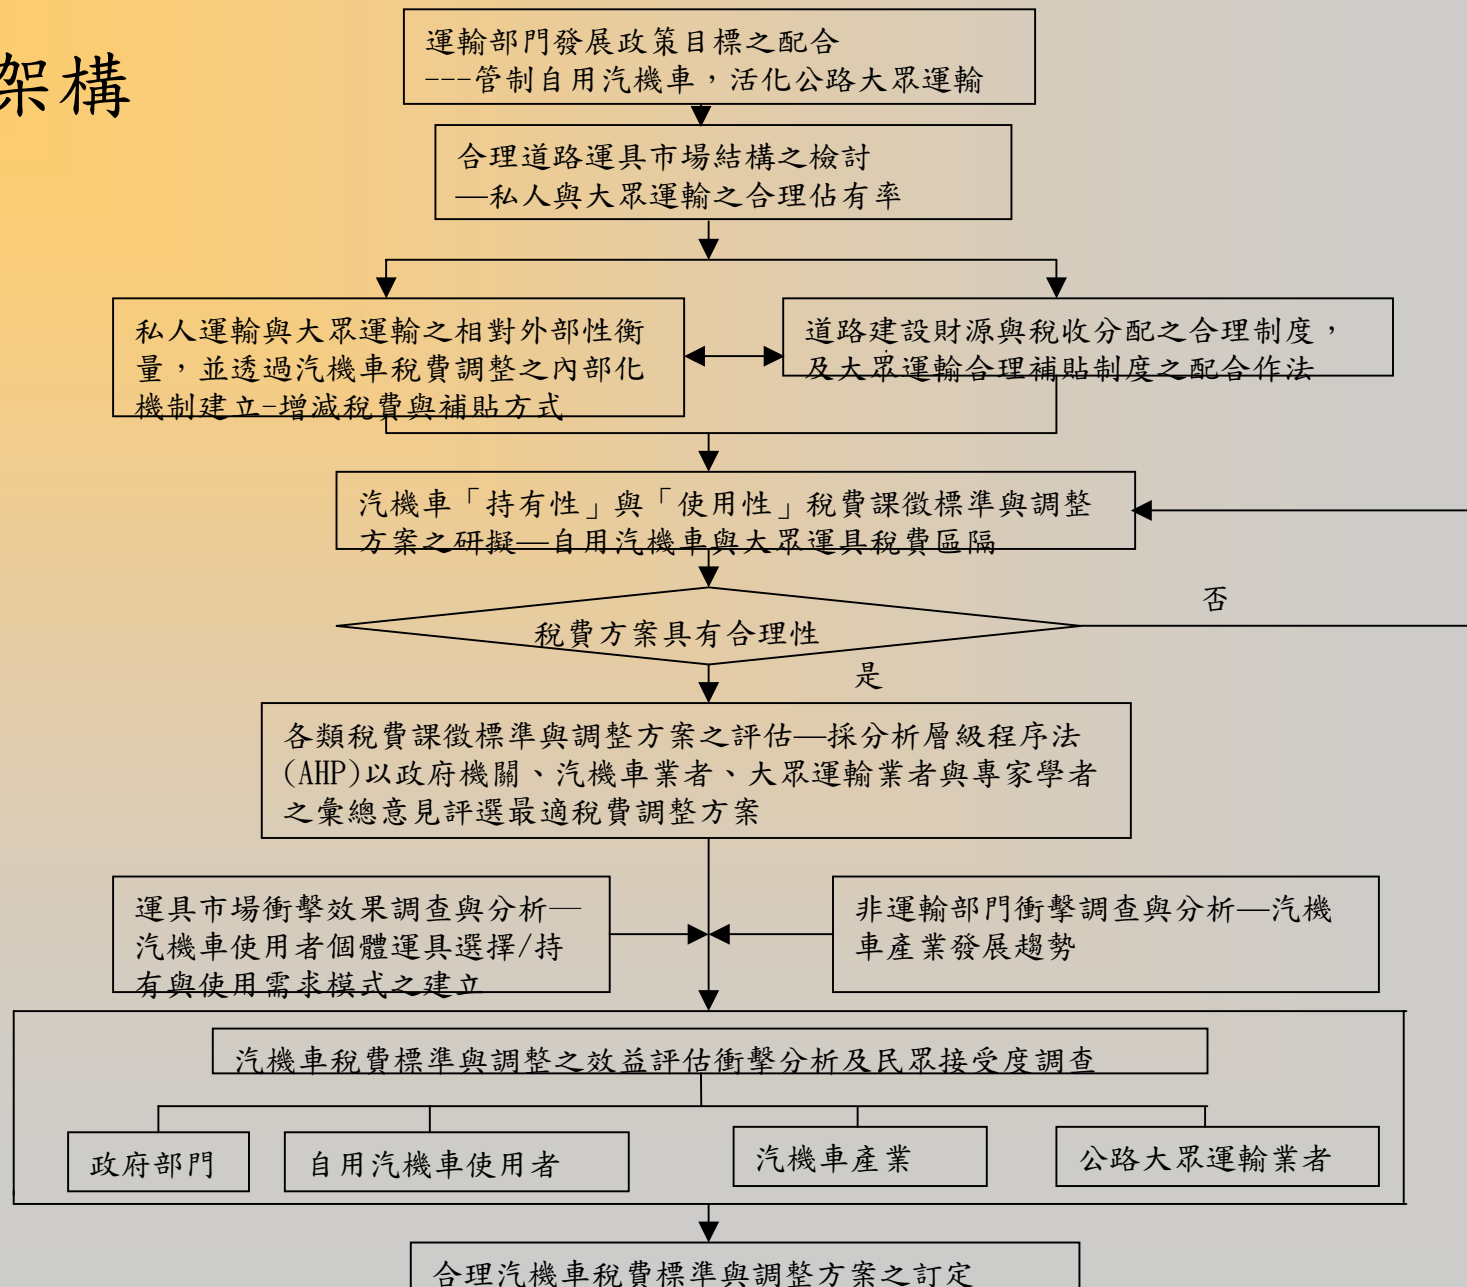 架構
運輸部門發展政策目標之配合
---管制自用汽機車，活化公路大眾運輸
合理道路運具市場結構之檢討
—私人與大眾運輸之合理佔有率
私人運輸與大眾運輸之相對外部性衡
量，並透過汽機車稅費調整之內部化
機制建立-增減稅費與補貼方式
道路建設財源與稅收分配之合理制度，
及大眾運輸合理補貼制度之配合作法
汽機車「持有性」與「使用性」稅費課徵標準與調整
方案之研擬—自用汽機車與大眾運具稅費區隔
否
稅費方案具有合理性
是
各類稅費課徵標準與調整方案之評估—採分析層級程序法
(AHP)以政府機關、汽機車業者、大眾運輸業者與專家學者
之彙總意見評選最適稅費調整方案
運具市場衝擊效果調查與分析—
汽機車使用者個體運具選擇/持
有與使用需求模式之建立
非運輸部門衝擊調查與分析—汽機
車產業發展趨勢
汽機車稅費標準與調整之效益評估衝擊分析及民眾接受度調查
政府部門
自用汽機車使用者
汽機車產業
公路大眾運輸業者
合理汽機車稅費標準與調整方案之訂定